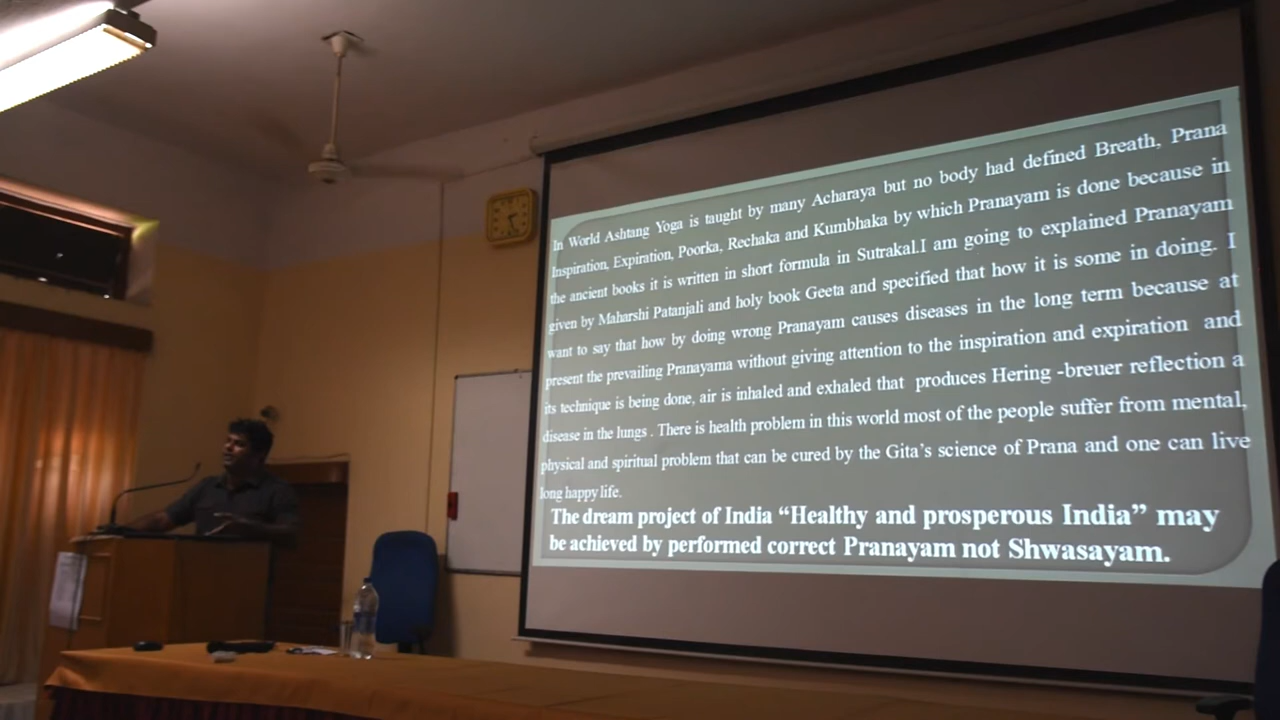 In World Ashtang Yoga is taught by many Acharaya but no body had defined Breath, Prana
Inspiration, Expiration, Poorka, Rechaka and Kumbhaka by which Pranayam is done because in
the ancient books it is written in short formula in Sutrakal.I am going to explained Pranayam
given by Maharshi Patanjali and holy book Geeta and specified that how it is some in doing. I
want to say that how by doing wrong Pranayam causes diseases in the long term because at
present the prevailing Pranayama without giving attention to the inspiration and expiration and
its technique is being done, air is inhaled and exhaled that produces Hering -breuer reflection a
disease in the lungs . There is health problem in this world most of the people suffer from mental,
physical and spiritual problem that can be cured by the Gita's science of Prana and one can live
long happy life.
The dream project of India “Healthy and prosperous India” may
be achieved by performed correct Pranayam not Shwasayam.